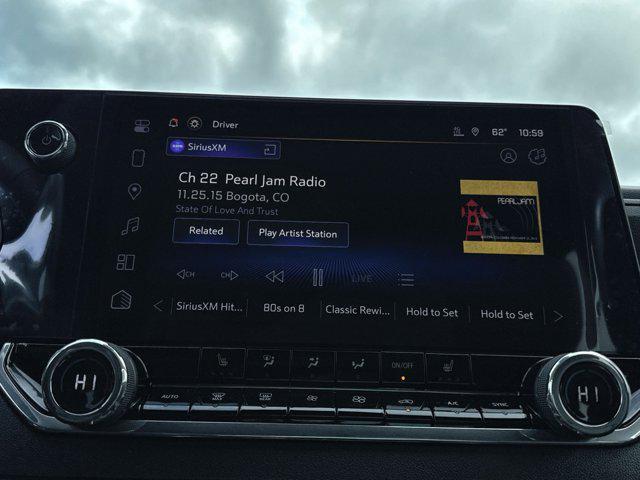 Driver
62° 10:59
SiriusXM
Ch 22 Pearl Jam Radio
11.25.15 Bogota, CO
State Of Love And Trust
PEARL JAM
Related Play Artist Station
CH CH LIVE
SiriusXM Hit... 80s on 8 Classic Rewi... Hold to Set Hold to Set
ON/OFF
HI HI
AUTO REAR A/C SYNC